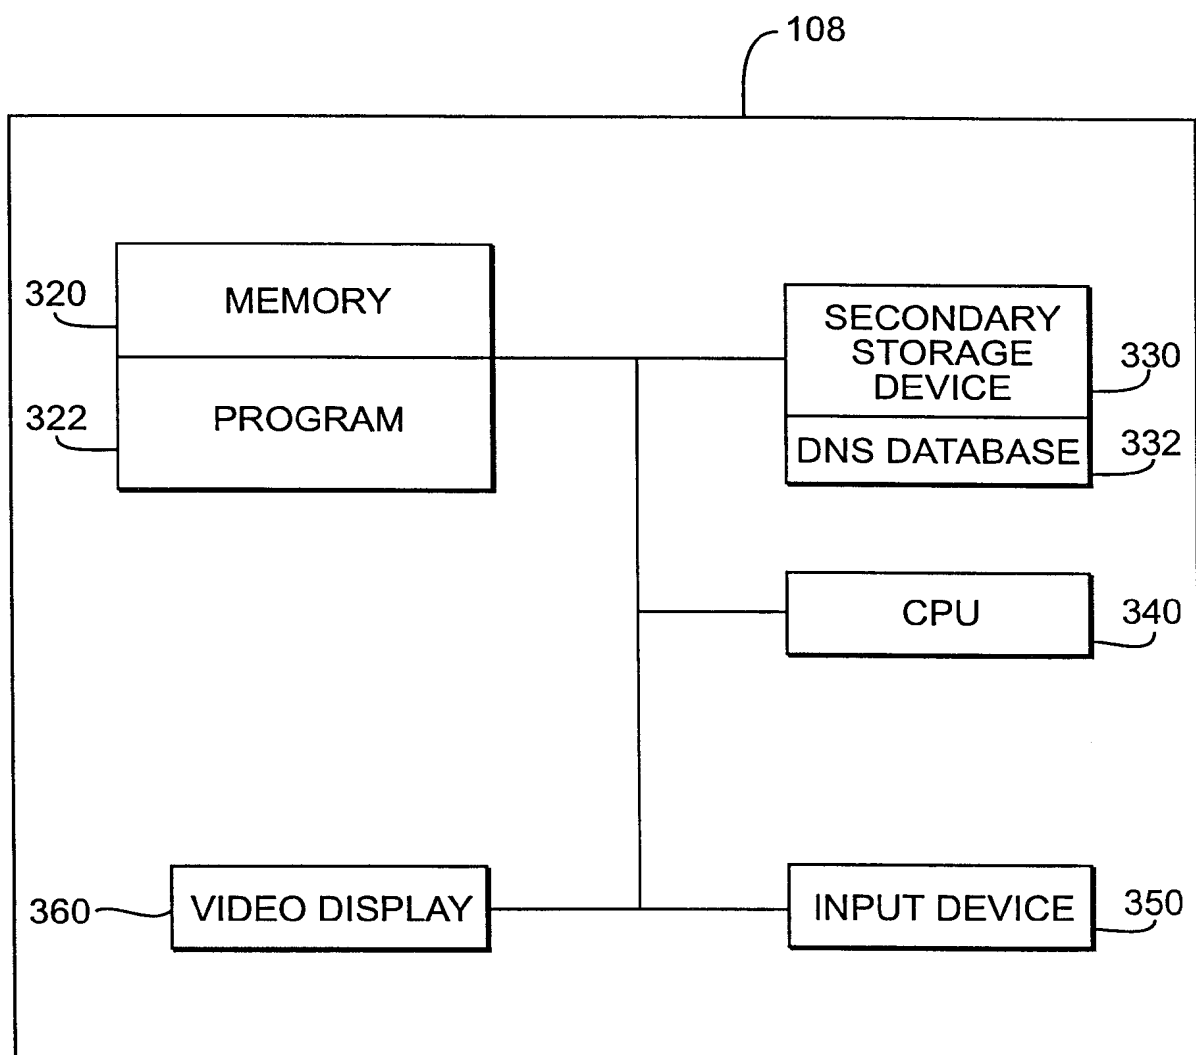 108
320
MEMORY
322
PROGRAM
SECONDARY
STORAGE
DEVICE
330
DNS DATABASE
332
CPU
340
360
VIDEO DISPLAY
INPUT DEVICE
350